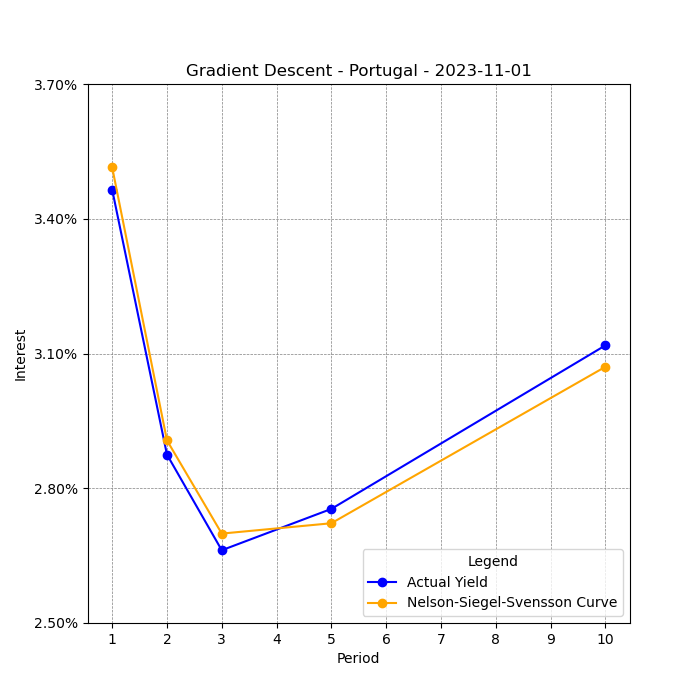 Gradient Descent - Portugal - 2023-11-01
3.70%
3.40%
3.10%
2.80%
2.50%
Interest
1 2 3 4 5 6 7 8 9 10
Period
Legend
Actual Yield
Nelson-Siegel-Svensson Curve